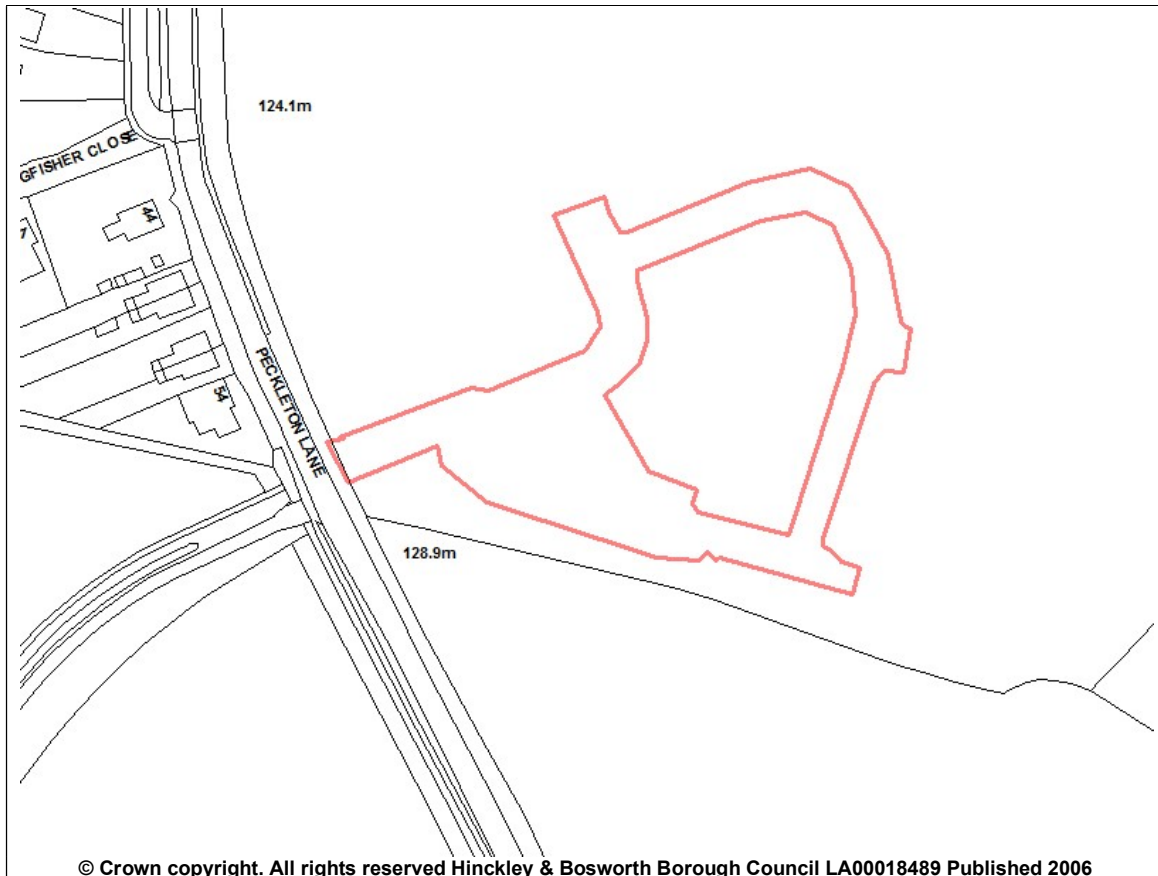 124.1m
GFISHER CLOSE
44
7
PECKLETON LANE
54
128.9m
© Crown copyright. All rights reserved Hinckley & Bosworth Borough Council LA00018489 Published 2006